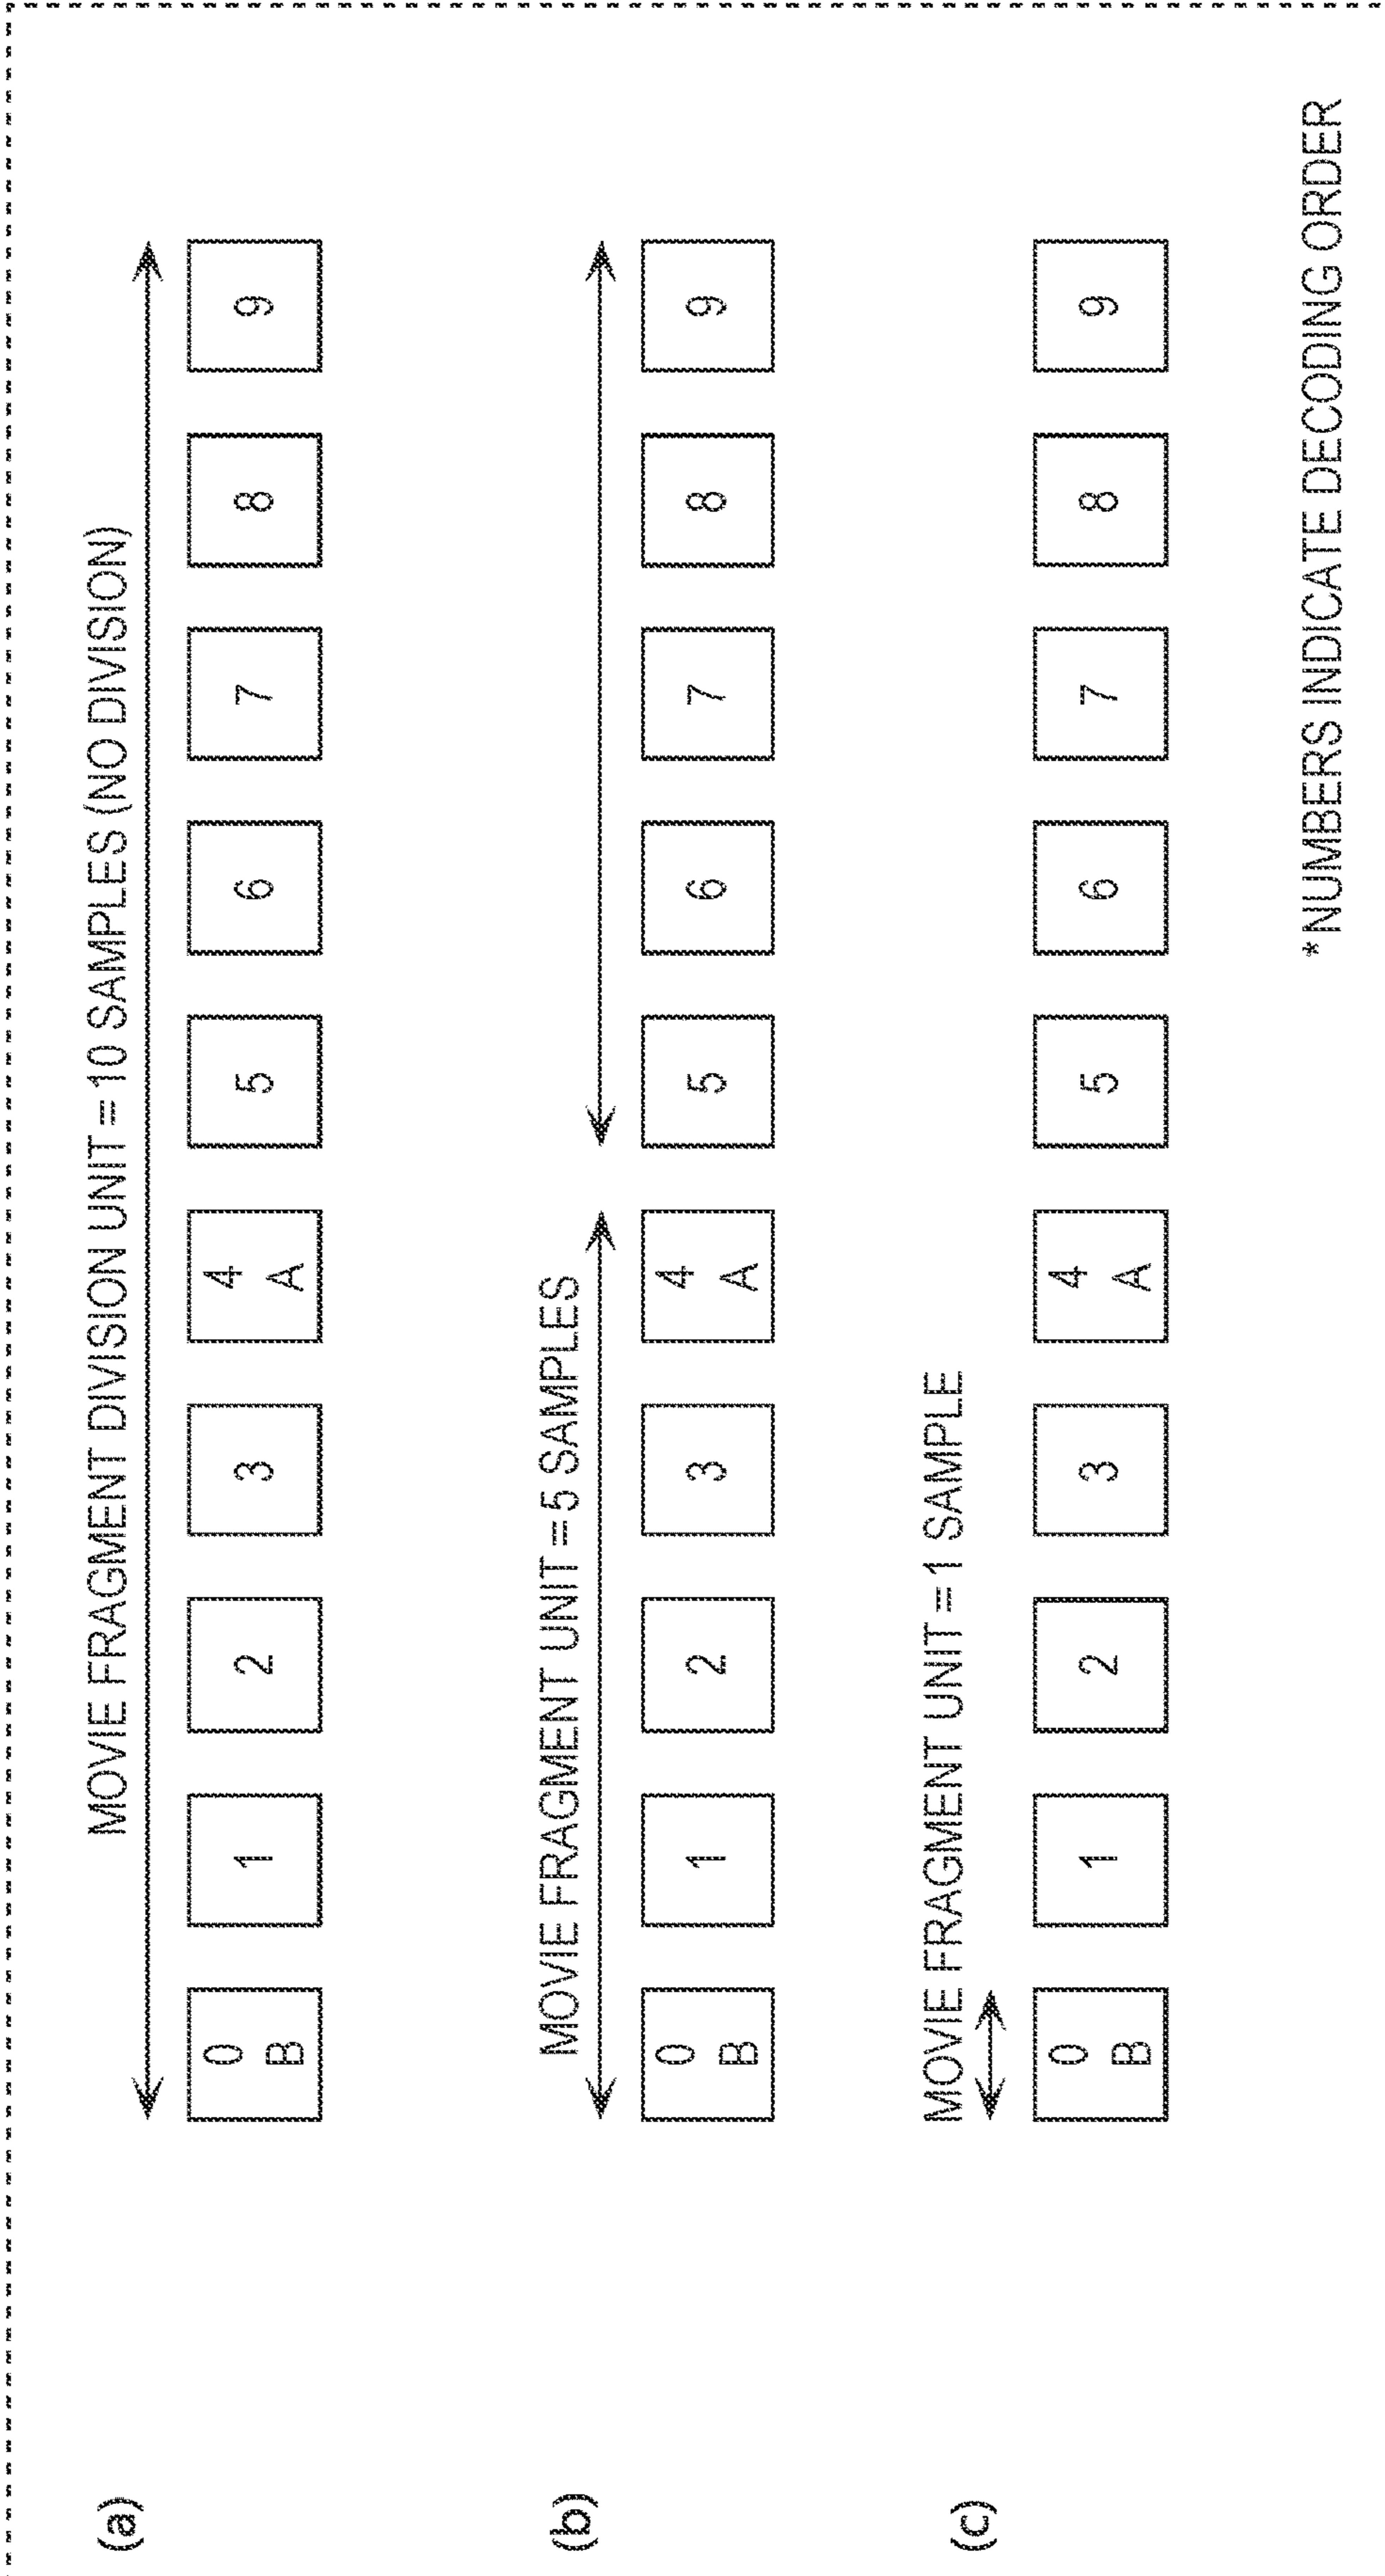 (a)
MOVIE FRAGMENT DIVISION UNIT = 10 SAMPLES (NO DIVISION)
0 1 2 3 4 5 6 7 8 9
B A
(b)
MOVIE FRAGMENT UNIT = 5 SAMPLES
0 1 2 3 4 5 6 7 8 9
B A
(c)
MOVIE FRAGMENT UNIT = 1 SAMPLE
0 1 2 3 4 5 6 7 8 9
B A
*NUMBERS INDICATE DECODING ORDER